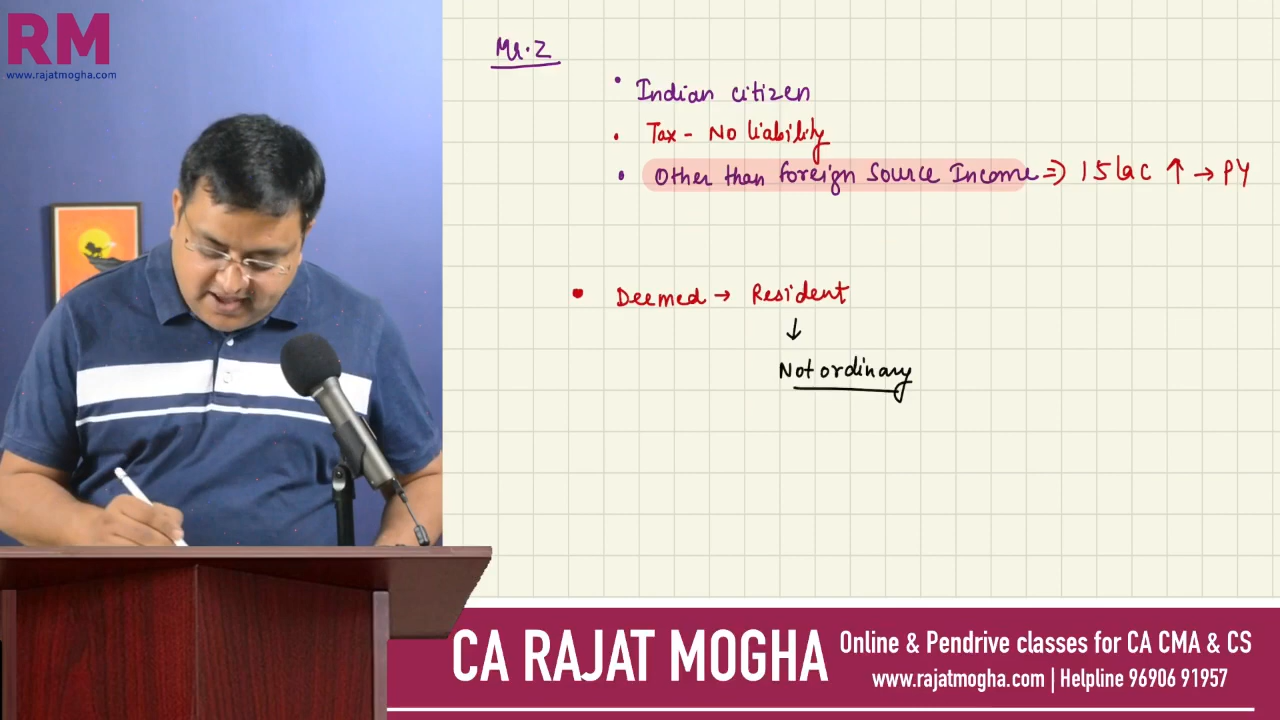 RM
www.rajatmogha.com
Mr. Z
• Indian citizen
• Tax - No liability
• Other than foreign Source Income ⇒ 15 lac ↑ → PY
• Deemed → Resident
↓
Not ordinary
CA RAJAT MOGHA
Online & Pendrive classes for CA CMA & CS
www.rajatmogha.com | Helpline 96906 91957